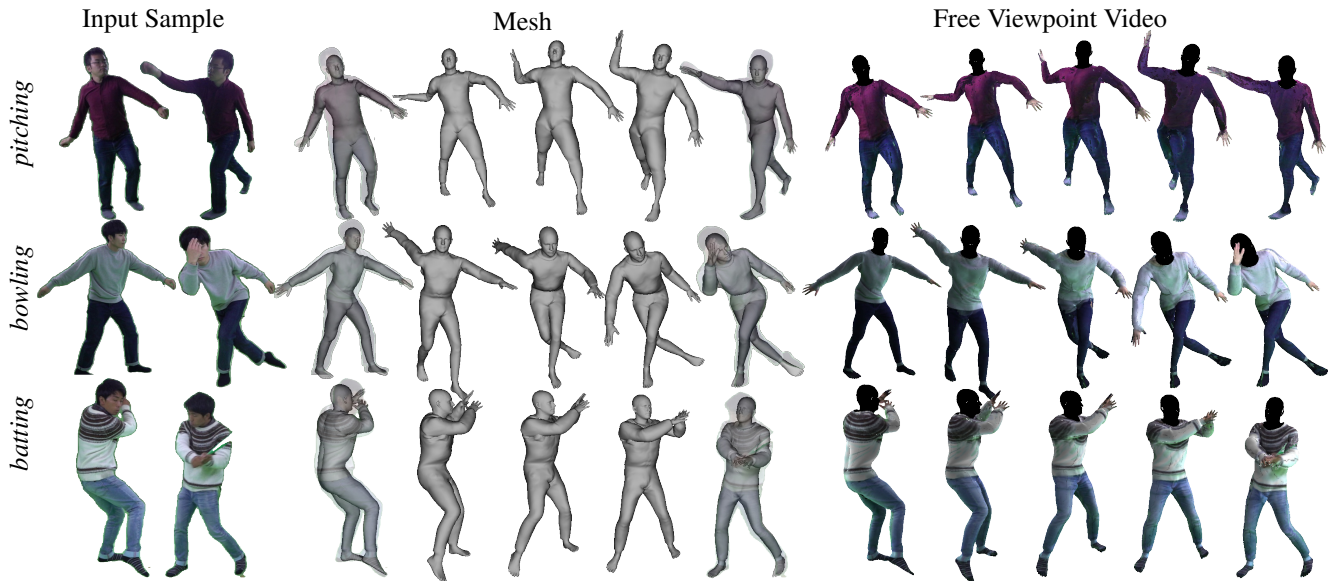 Input Sample
Mesh
Free Viewpoint Video
pitching
bowling
batting